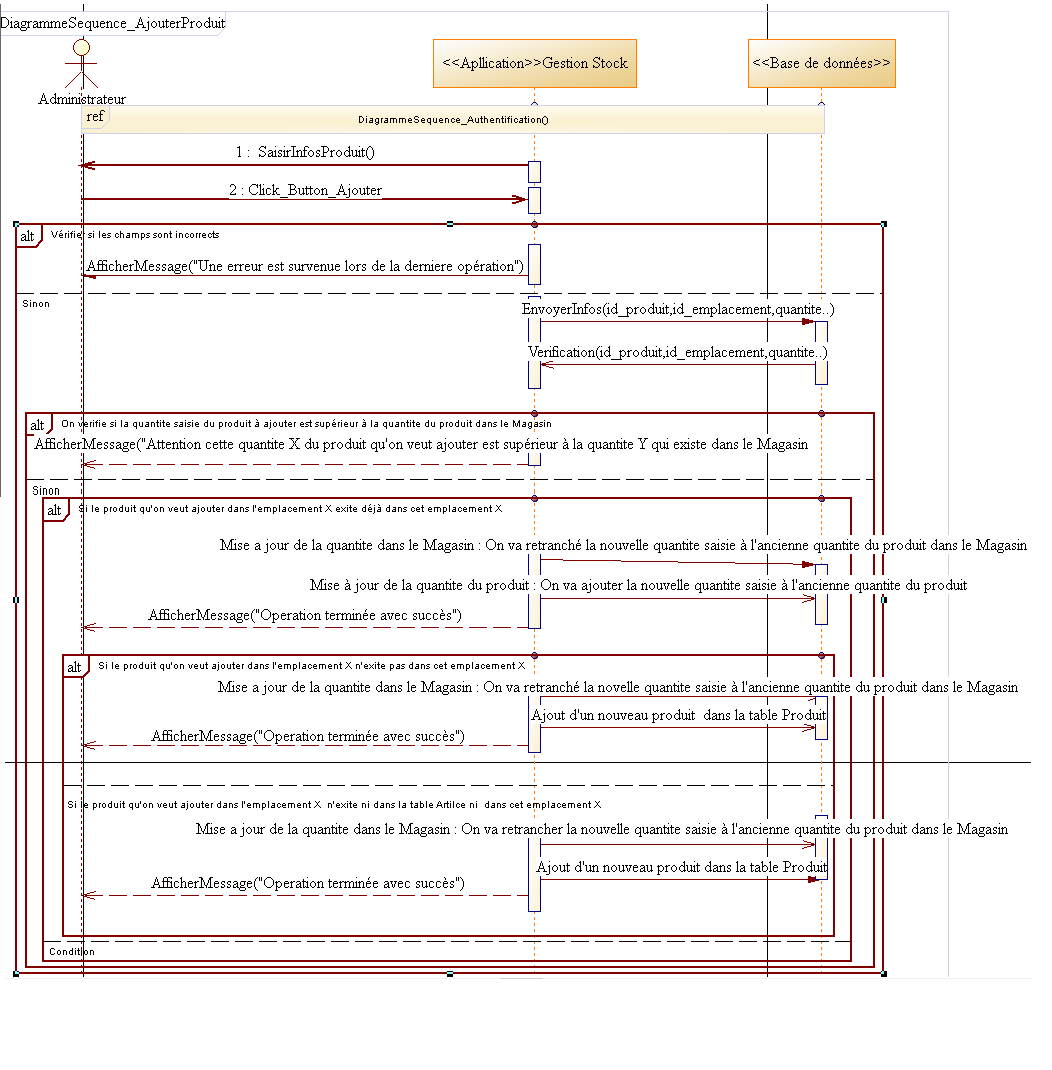 DiagrammeSequence_AjouterProduit
<<Apllication>>Gestion Stock
<<Base de données>>
Administrateur
ref
DiagrammeSequence_Authentification()
1 : SaisirInfosProduit()
2 : Click_Button_Ajouter
alt
Vérifier si les champs sont incorrects
AfficherMessage("Une erreur est survenue lors de la derniere opération")
Sinon
EnvoyerInfos(id_produit,id_emplacement,quantite..)
Verification(id_produit,id_emplacement,quantite..)
alt
On verifie si la quantite saisie du produit à ajouter est supérieur à la quantite du produit dans le Magasin
AfficherMessage("Attention cette quantite X du produit qu'on veut ajouter est supérieur à la quantite Y qui existe dans le Magasin
Sinon
alt
Si le produit qu'on veut ajouter dans l'emplacement X exite déjà dans cet emplacement X
Mise a jour de la quantite dans le Magasin : On va retranché la nouvelle quantite saisie à l'ancienne quantite du produit dans le Magasin
Mise à jour de la quantite du produit : On va ajouter la nouvelle quantite saisie à l'ancienne quantite du produit
AfficherMessage("Operation terminée avec succès")
alt
Si le produit qu'on veut ajouter dans l'emplacement X n'exite pas dans cet emplacement X
Mise a jour de la quantite dans le Magasin : On va retranché la novelle quantite saisie à l'ancienne quantite du produit dans le Magasin
Ajout d'un nouveau produit dans la table Produit
AfficherMessage("Operation terminée avec succès")
Si le produit qu'on veut ajouter dans l'emplacement X n'exite ni dans la table Artilce ni dans cet emplacement X
Mise a jour de la quantite dans le Magasin : On va retrancher la nouvelle quantite saisie à l'ancienne quantite du produit dans le Magasin
Ajout d'un nouveau produit dans la table Produit
AfficherMessage("Operation terminée avec succès")
Condition